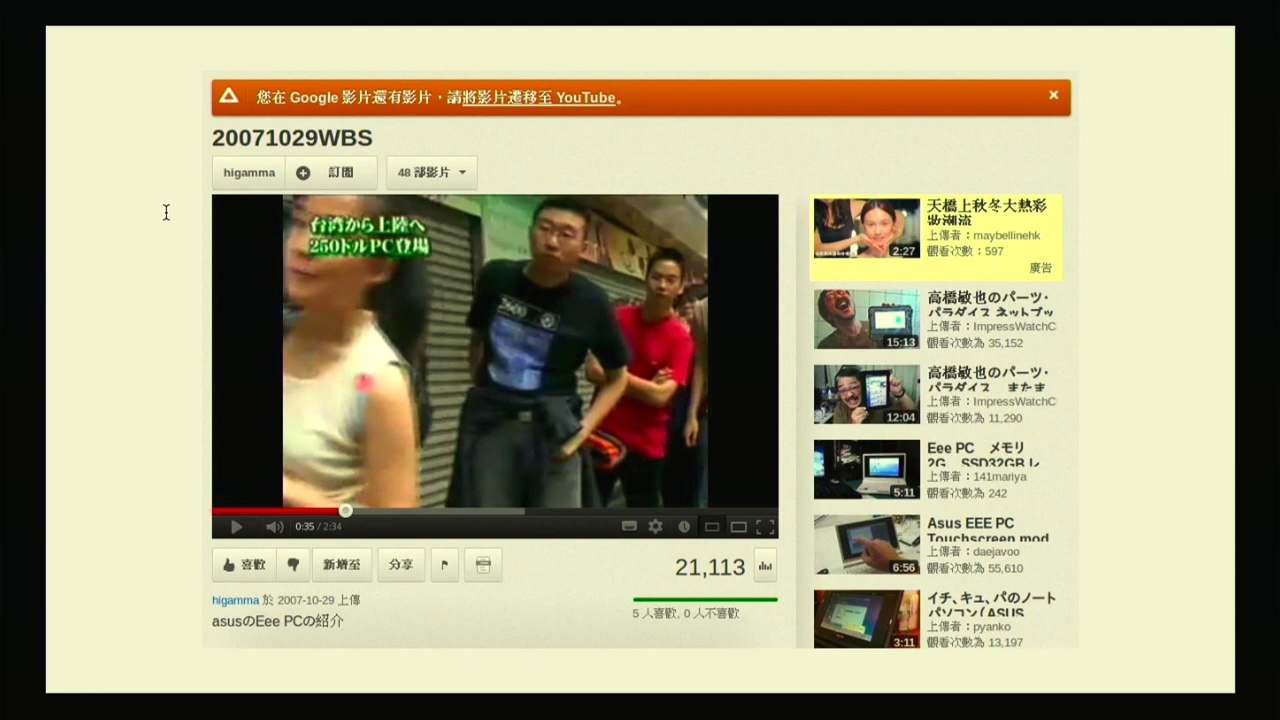 您在 Google 影片還有影片，請將影片遷移至 YouTube。
20071029WBS
higamma
訂閱
48 部影片
台湾から上陸へ
250ドルPC登場
0:35 / 2:34
喜歡
新增至
分享
21,113
higamma 於 2007-10-29 上傳
asusのEee PCの紹介
5 人喜歡, 0 人不喜歡
2:27
天橋上秋冬大熱彩
妝潮流
上傳者：maybellinehk
觀看次數：597
廣告
15:13
高橋敏也のパーツ・
パラダイス ネットブッ
上傳者：ImpressWatchC
觀看次數為 35,152
12:04
高橋敏也のパーツ・
パラダイス　またま
上傳者：ImpressWatchC
觀看次數為 11,290
5:11
Eee PC　メモリ
2G　SSD32GB レ
上傳者：141mariya
觀看次數為 242
6:56
Asus EEE PC
Touchscreen mod
上傳者：daejavoo
觀看次數為 55,610
3:11
イチ、キュ、パのノート
パソコン(ASUS
上傳者：pyanko
觀看次數為 13,197